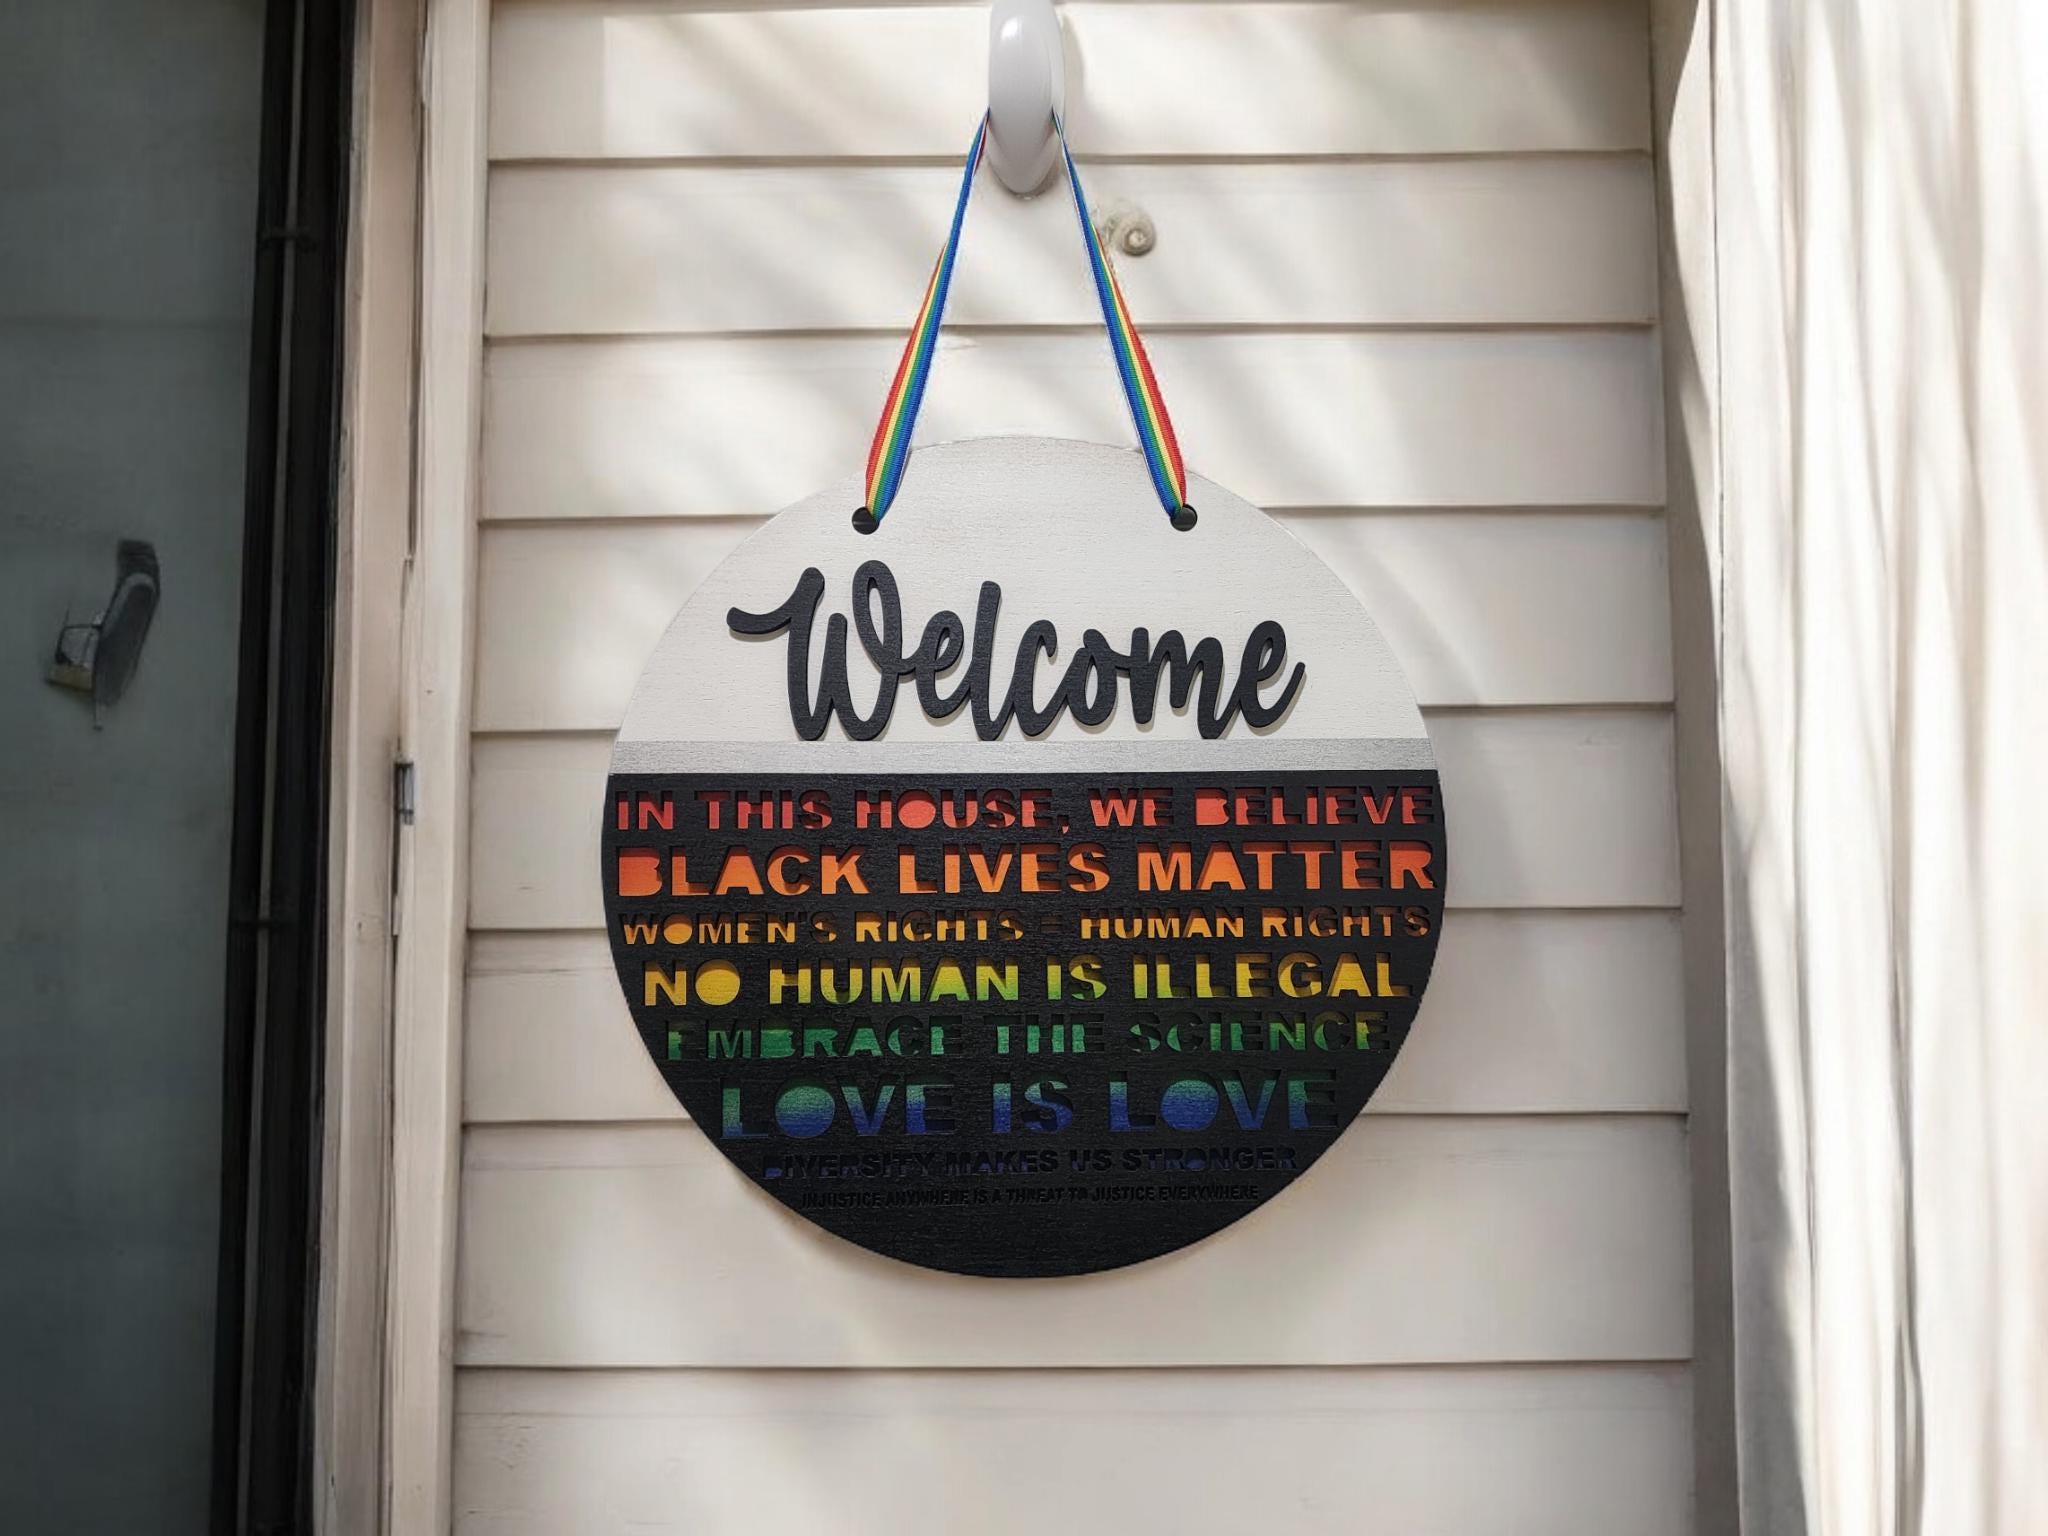 Welcome
IN THIS HOUSE, WE BELIEVE
BLACK LIVES MATTER
WOMEN'S RIGHTS = HUMAN RIGHTS
NO HUMAN IS ILLEGAL
EMBRACE THE SCIENCE
LOVE IS LOVE
DIVERSITY MAKES US STRONGER
INJUSTICE ANYWHERE IS A THREAT TO JUSTICE EVERYWHERE